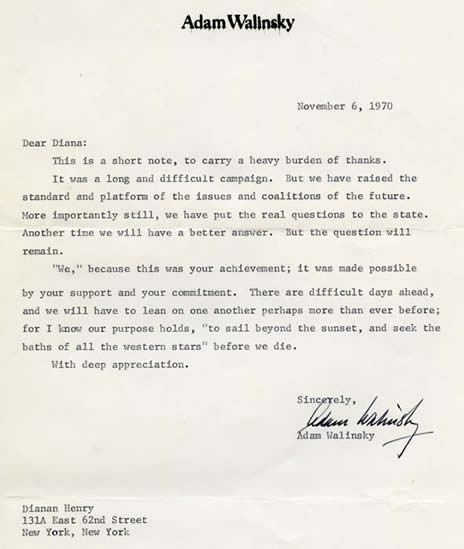 Adam Walinsky
November 6, 1970
Dear Diana:
This is a short note, to carry a heavy burden of thanks.
It was a long and difficult campaign. But we have raised the
standard and platform of the issues and coalitions of the future.
More importantly still, we have put the real questions to the state.
Another time we will have a better answer. But the question will
remain.
"We," because this was your achievement; it was made possible
by your support and your commitment. There are difficult days ahead,
and we will have to lean on one another perhaps more than ever before;
for I know our purpose holds, "to sail beyond the sunset, and seek the
baths of all the western stars" before we die.
With deep appreciation.
Sincerely,
Adam Walinsky
Adam Walinsky
Dianan Henry
131A East 62nd Street
New York, New York